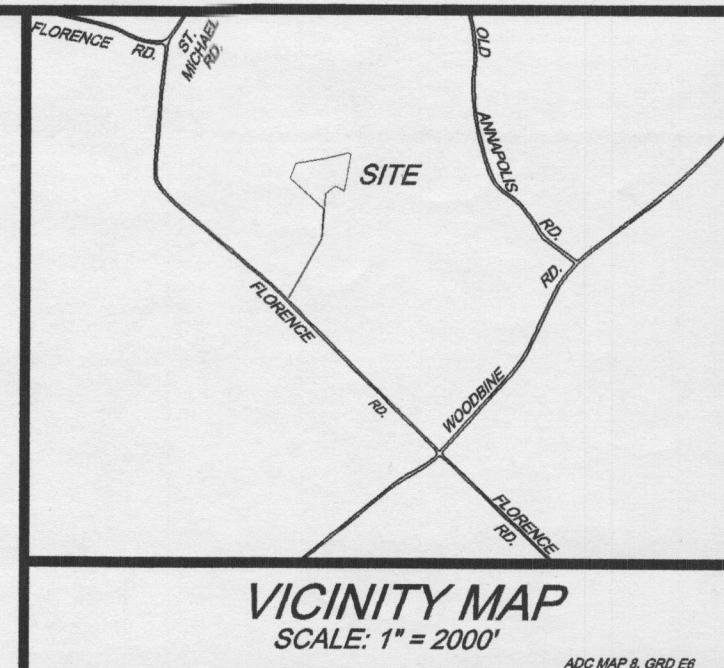 FLORENCE RD.
ST.
MICHAEL
RD.
OLD ANNAPOLIS RD.
SITE
RD.
FLORENCE RD.
WOODBINE
FLORENCE
RD.
VICINITY MAP
SCALE: 1" = 2000'
ADC MAP 8, GRD E6